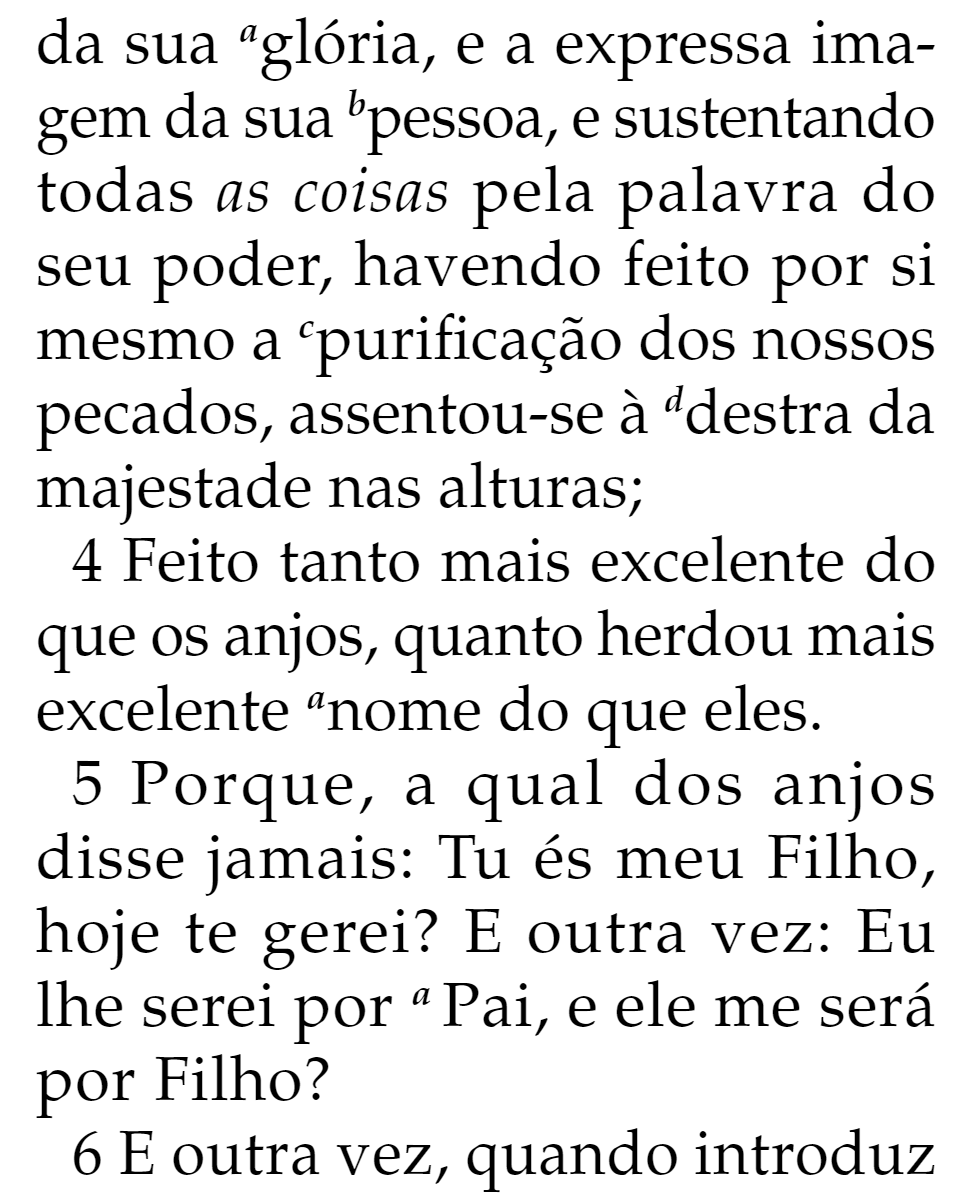 da sua ᵃglória, e a expressa ima-
gem da sua ᵇpessoa, e sustentando
todas as coisas pela palavra do
seu poder, havendo feito por si
mesmo a ᶜpurificação dos nossos
pecados, assentou-se à ᵈdestra da
majestade nas alturas;
4 Feito tanto mais excelente do
que os anjos, quanto herdou mais
excelente ᵃnome do que eles.
5 Porque, a qual dos anjos
disse jamais: Tu és meu Filho,
hoje te gerei? E outra vez: Eu
lhe serei por ᵃ Pai, e ele me será
por Filho?
6 E outra vez, quando introduz